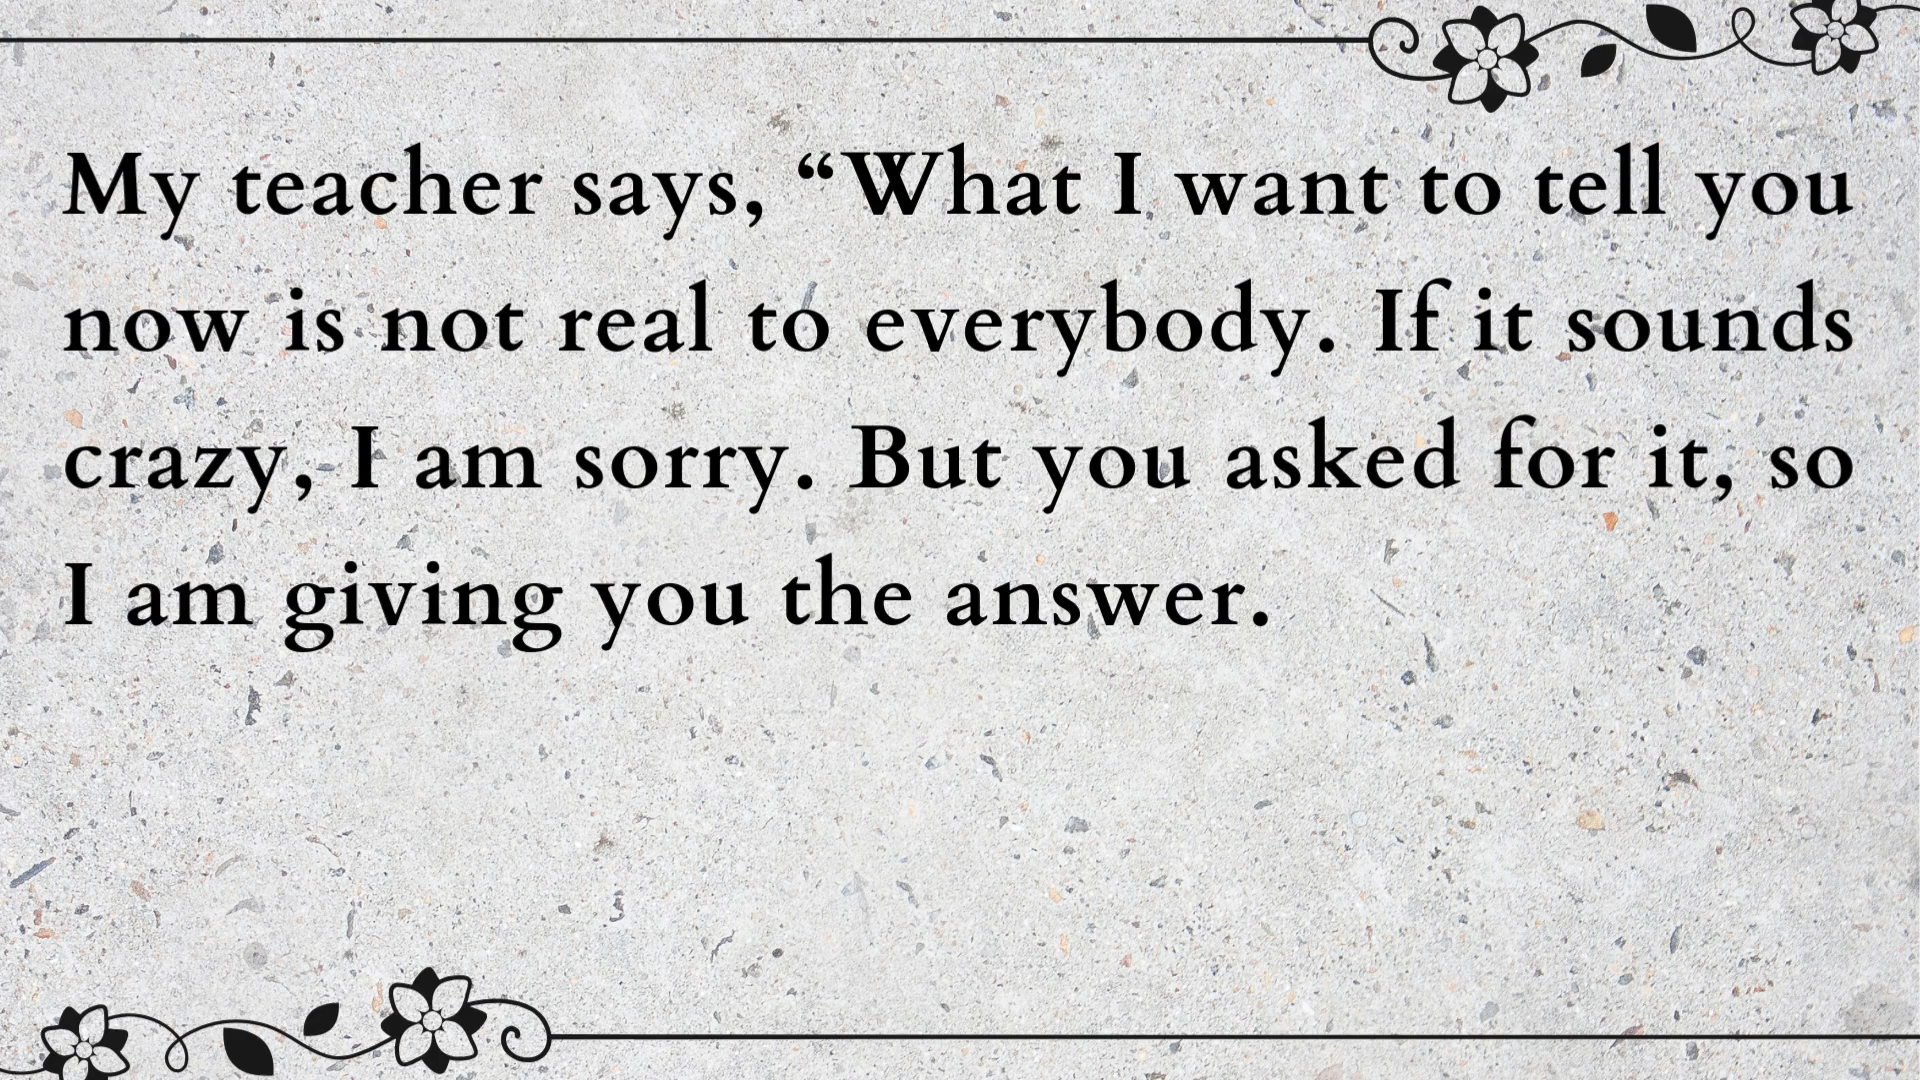 My teacher says, “What I want to tell you
now is not real to everybody. If it sounds
crazy, I am sorry. But you asked for it, so
I am giving you the answer.